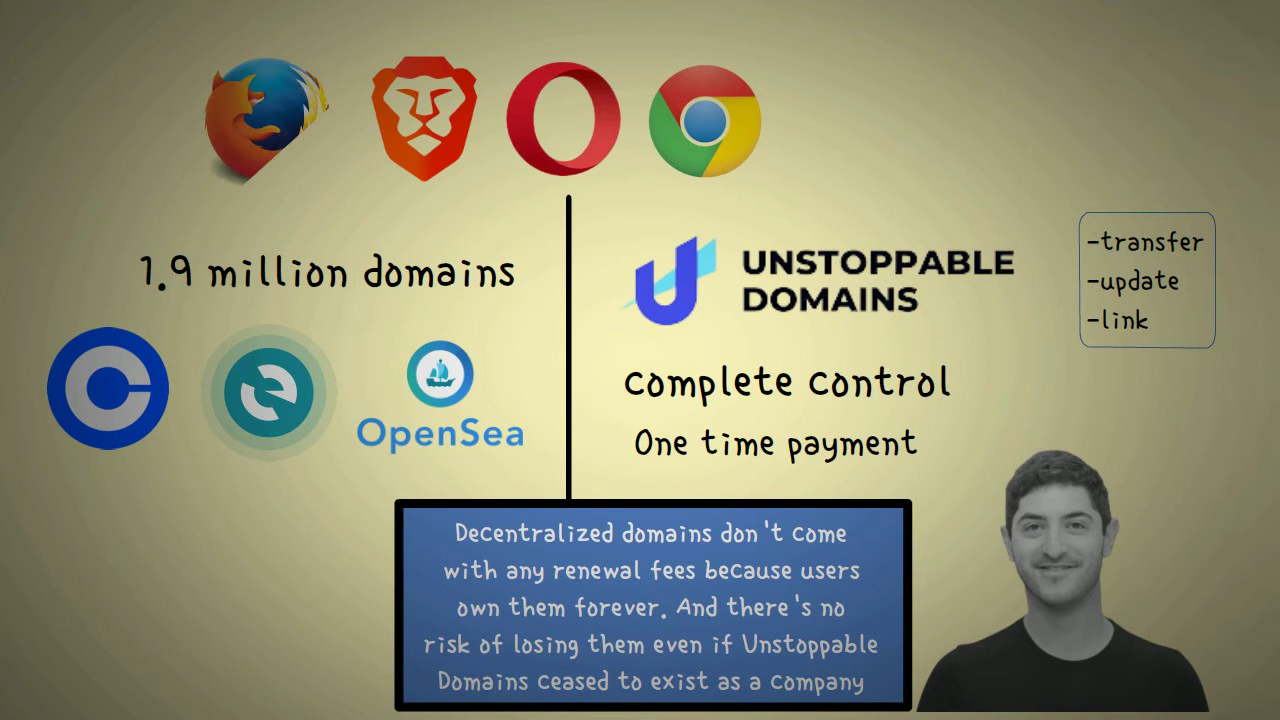 1.9 million domains
OpenSea
UNSTOPPABLE
DOMAINS
complete control
One time payment
-transfer
-update
-link
Decentralized domains don't come
with any renewal fees because users
own them forever. And there's no
risk of losing them even if Unstoppable
Domains ceased to exist as a company